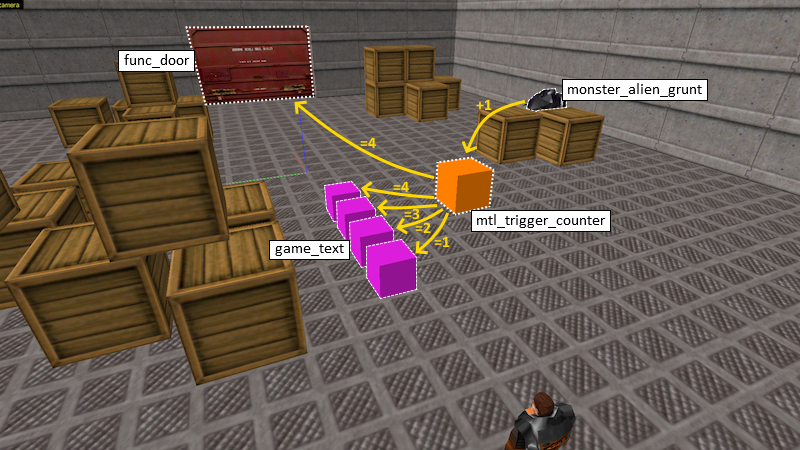 camera
func_door
monster_alien_grunt
+1
=4
=4
mtl_trigger_counter
=3
=2
=1
game_text